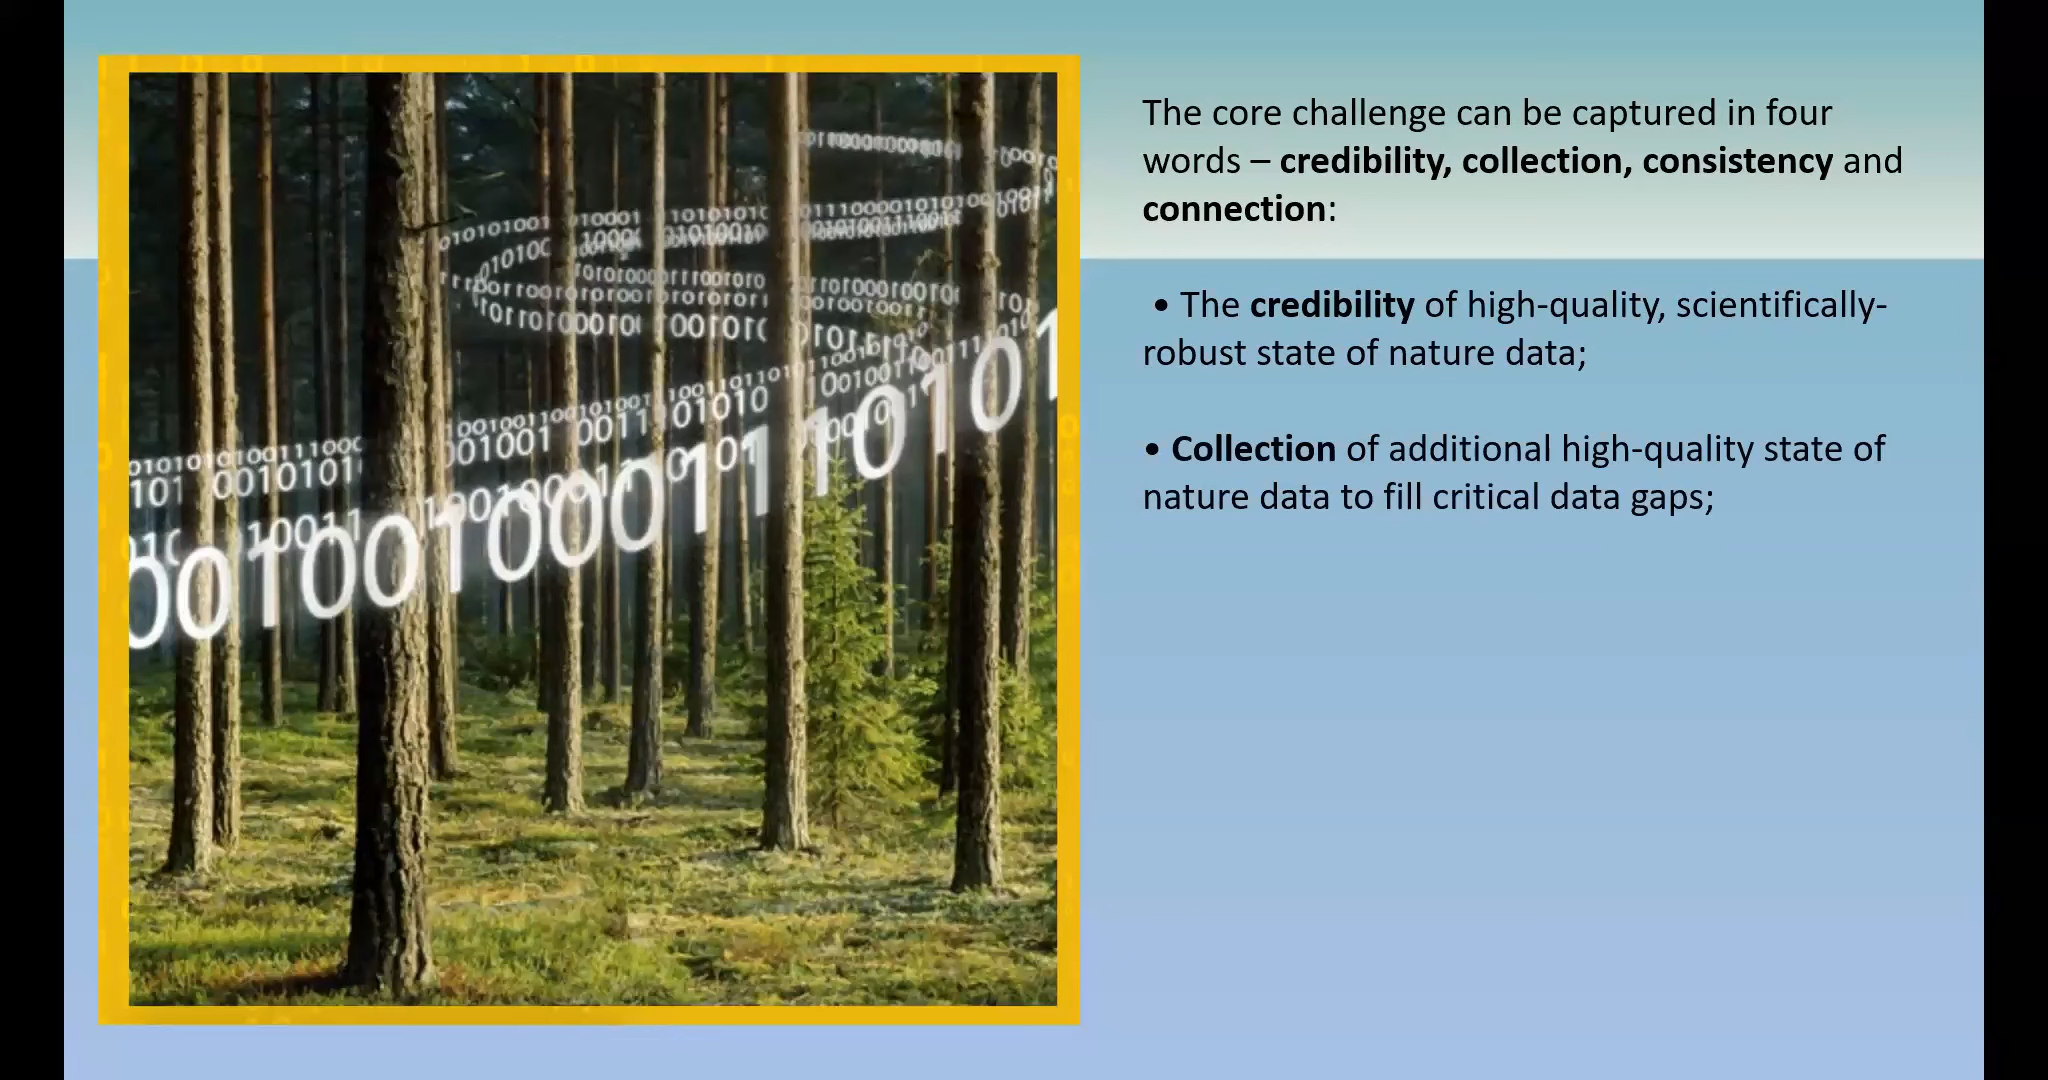 The core challenge can be captured in four
words – credibility, collection, consistency and
connection:
• The credibility of high-quality, scientifically-
robust state of nature data;
• Collection of additional high-quality state of
nature data to fill critical data gaps;